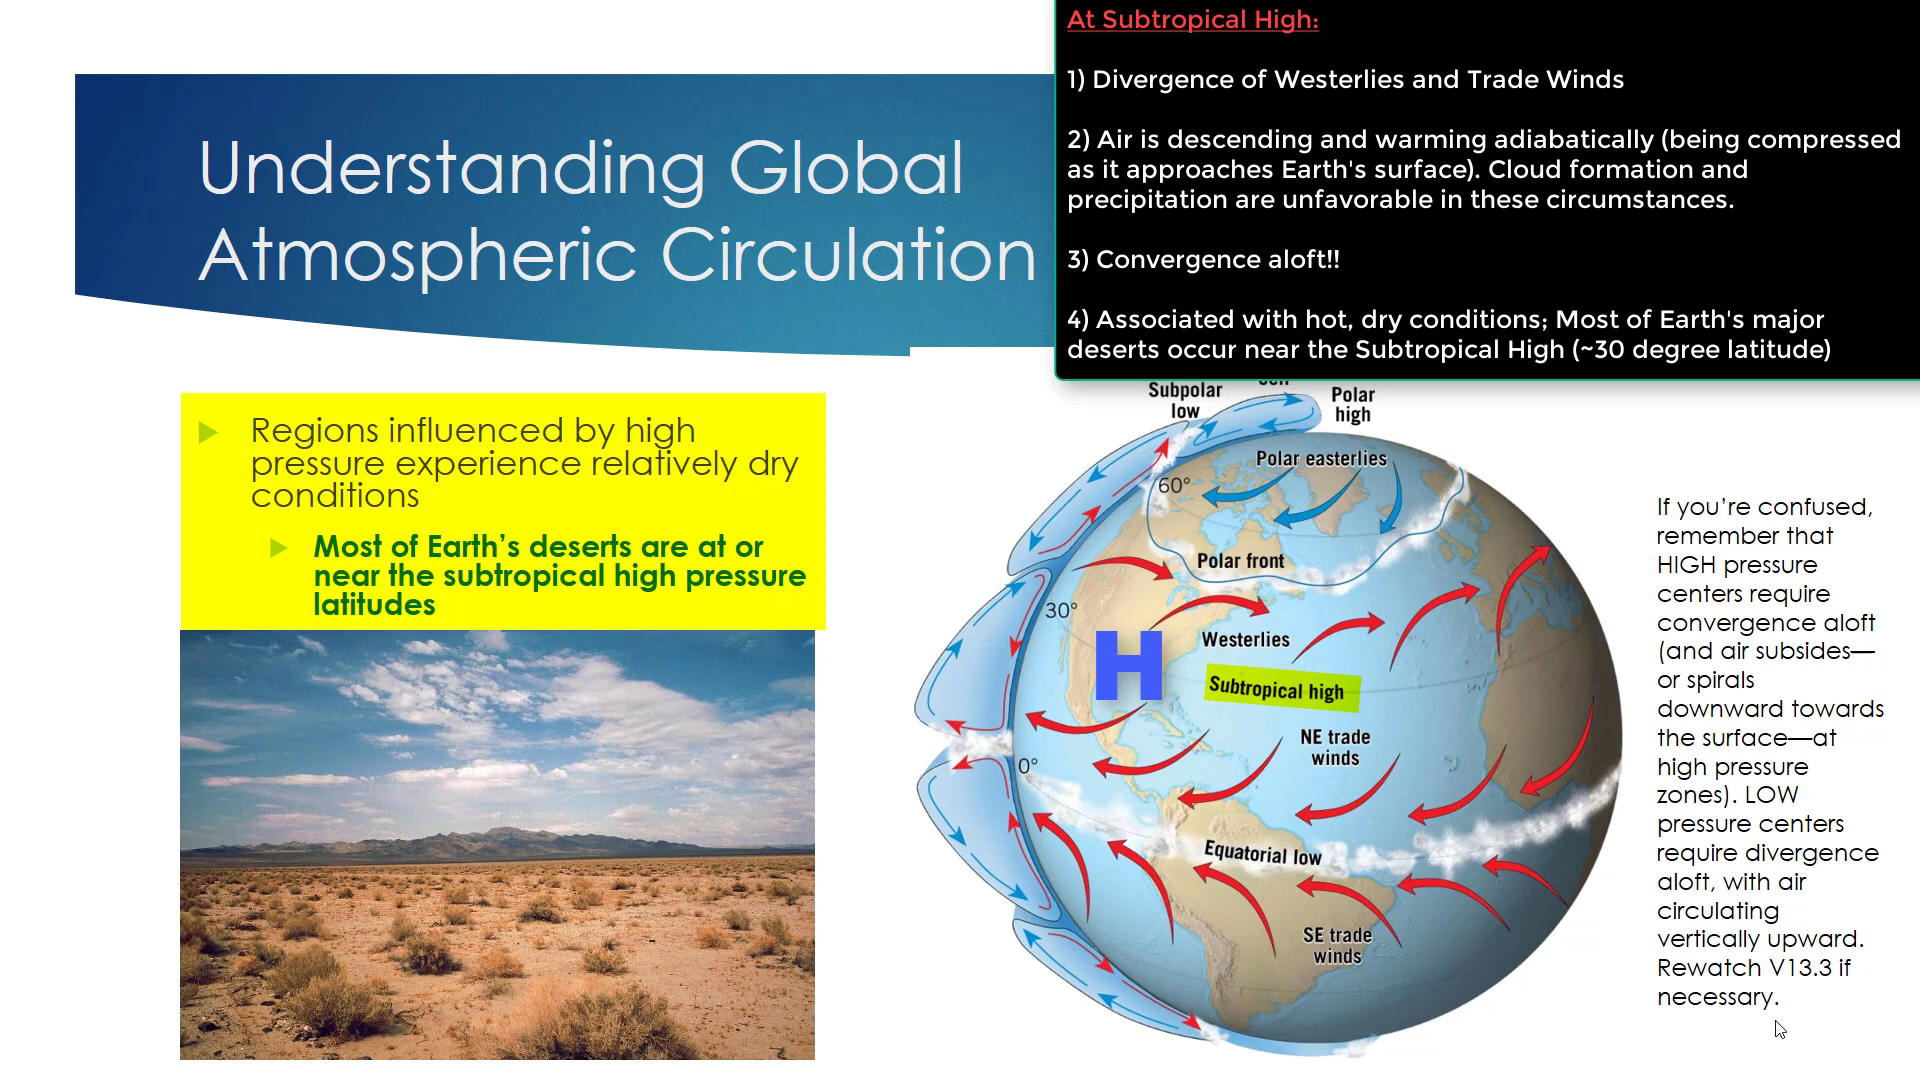 At Subtropical High:
1) Divergence of Westerlies and Trade Winds
2) Air is descending and warming adiabatically (being compressed
as it approaches Earth's surface). Cloud formation and
precipitation are unfavorable in these circumstances.
3) Convergence aloft!!
4) Associated with hot, dry conditions; Most of Earth's major
deserts occur near the Subtropical High (~30 degree latitude)
Understanding Global
Atmospheric Circulation
Regions influenced by high
pressure experience relatively dry
conditions
Most of Earth's deserts are at or
near the subtropical high pressure
latitudes
Subpolar
low
Polar
high
Polar easterlies
60°
Polar front
30°
Westerlies
H
Subtropical high
NE trade
winds
0°
Equatorial low
SE trade
winds
If you're confused,
remember that
HIGH pressure
centers require
convergence aloft
(and air subsides—
or spirals
downward towards
the surface—at
high pressure
zones). LOW
pressure centers
require divergence
aloft, with air
circulating
vertically upward.
Rewatch V13.3 if
necessary.